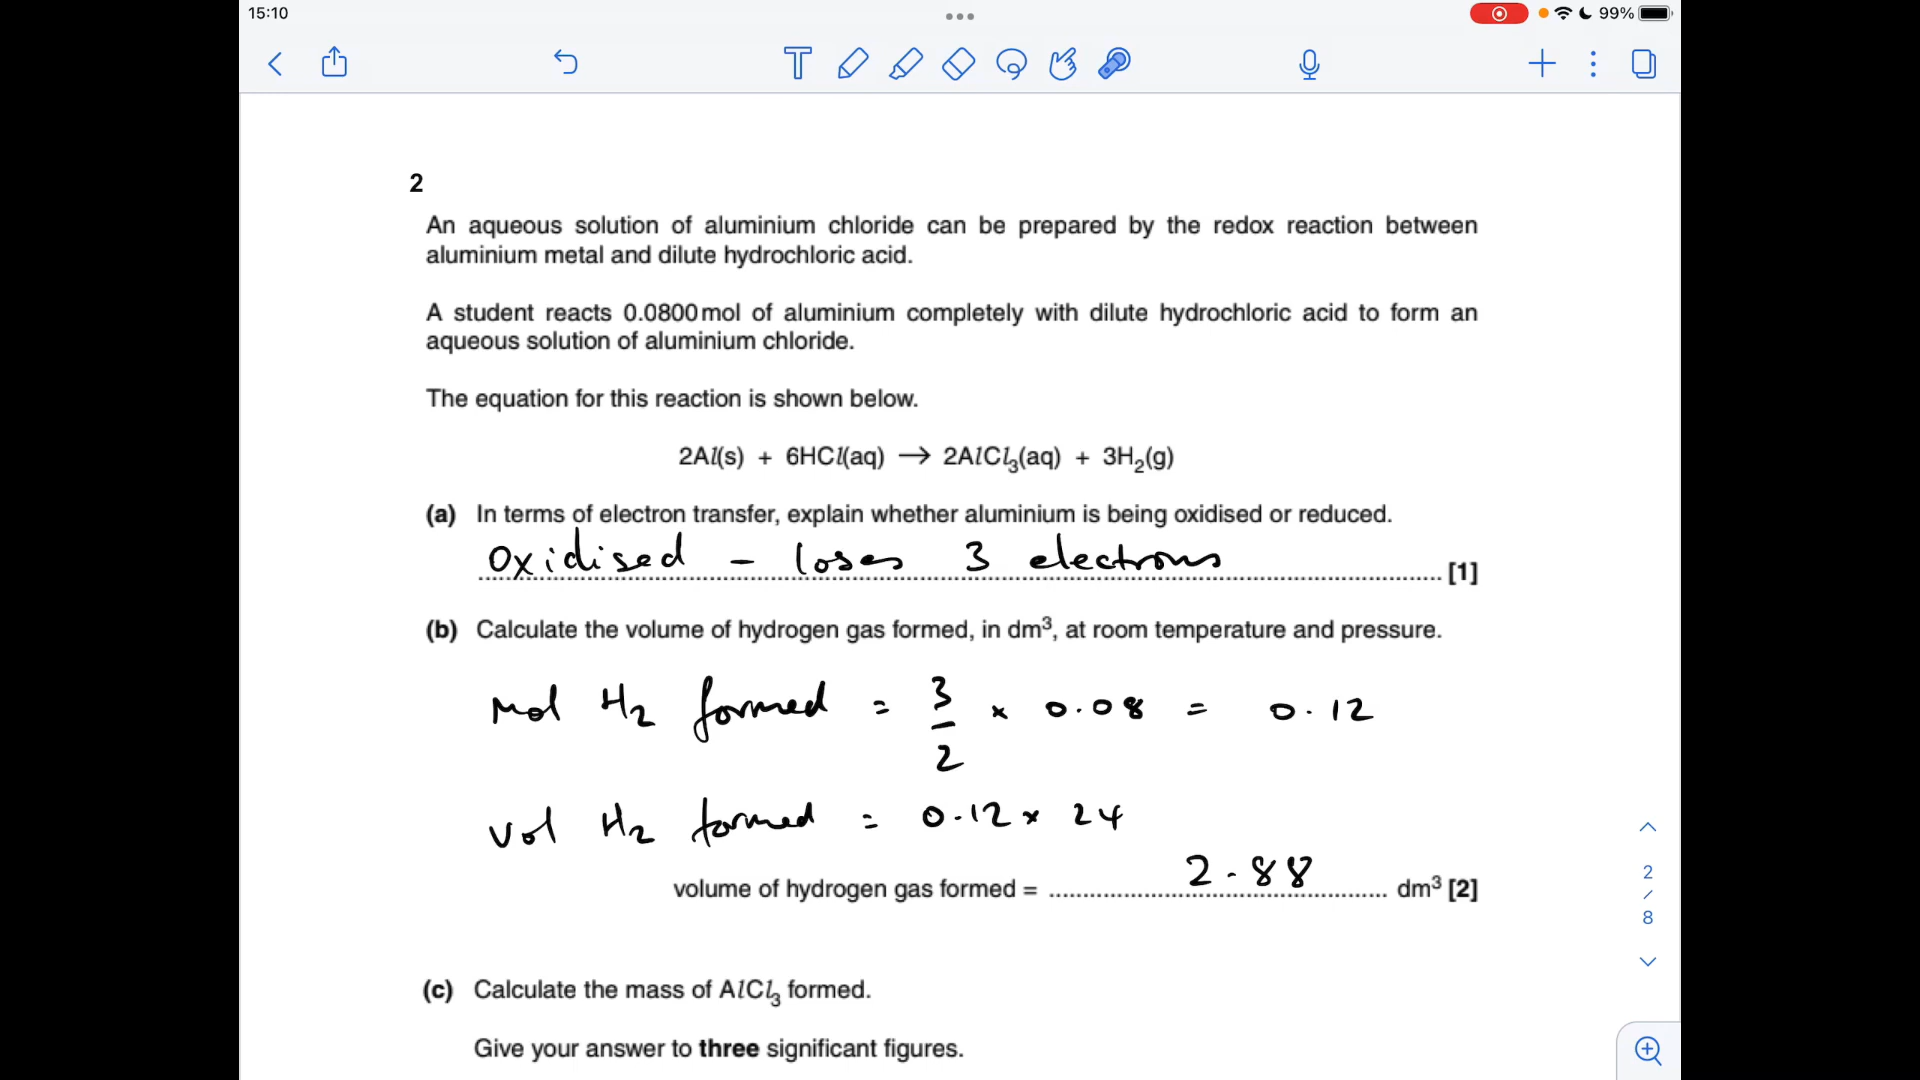 15:10
99%
2
An aqueous solution of aluminium chloride can be prepared by the redox reaction between
aluminium metal and dilute hydrochloric acid.
A student reacts 0.0800 mol of aluminium completely with dilute hydrochloric acid to form an
aqueous solution of aluminium chloride.
The equation for this reaction is shown below.
2Al(s) + 6HCl(aq) → 2AlCl₃(aq) + 3H₂(g)
(a) In terms of electron transfer, explain whether aluminium is being oxidised or reduced.
Oxidised – loses 3 electrons [1]
(b) Calculate the volume of hydrogen gas formed, in dm³, at room temperature and pressure.
Mol H₂ formed = 3/2 × 0.08 = 0.12
Vol H₂ formed = 0.12 × 24
volume of hydrogen gas formed = 2.88 dm³ [2]
2
/
8
(c) Calculate the mass of AlCl₃ formed.
Give your answer to three significant figures.